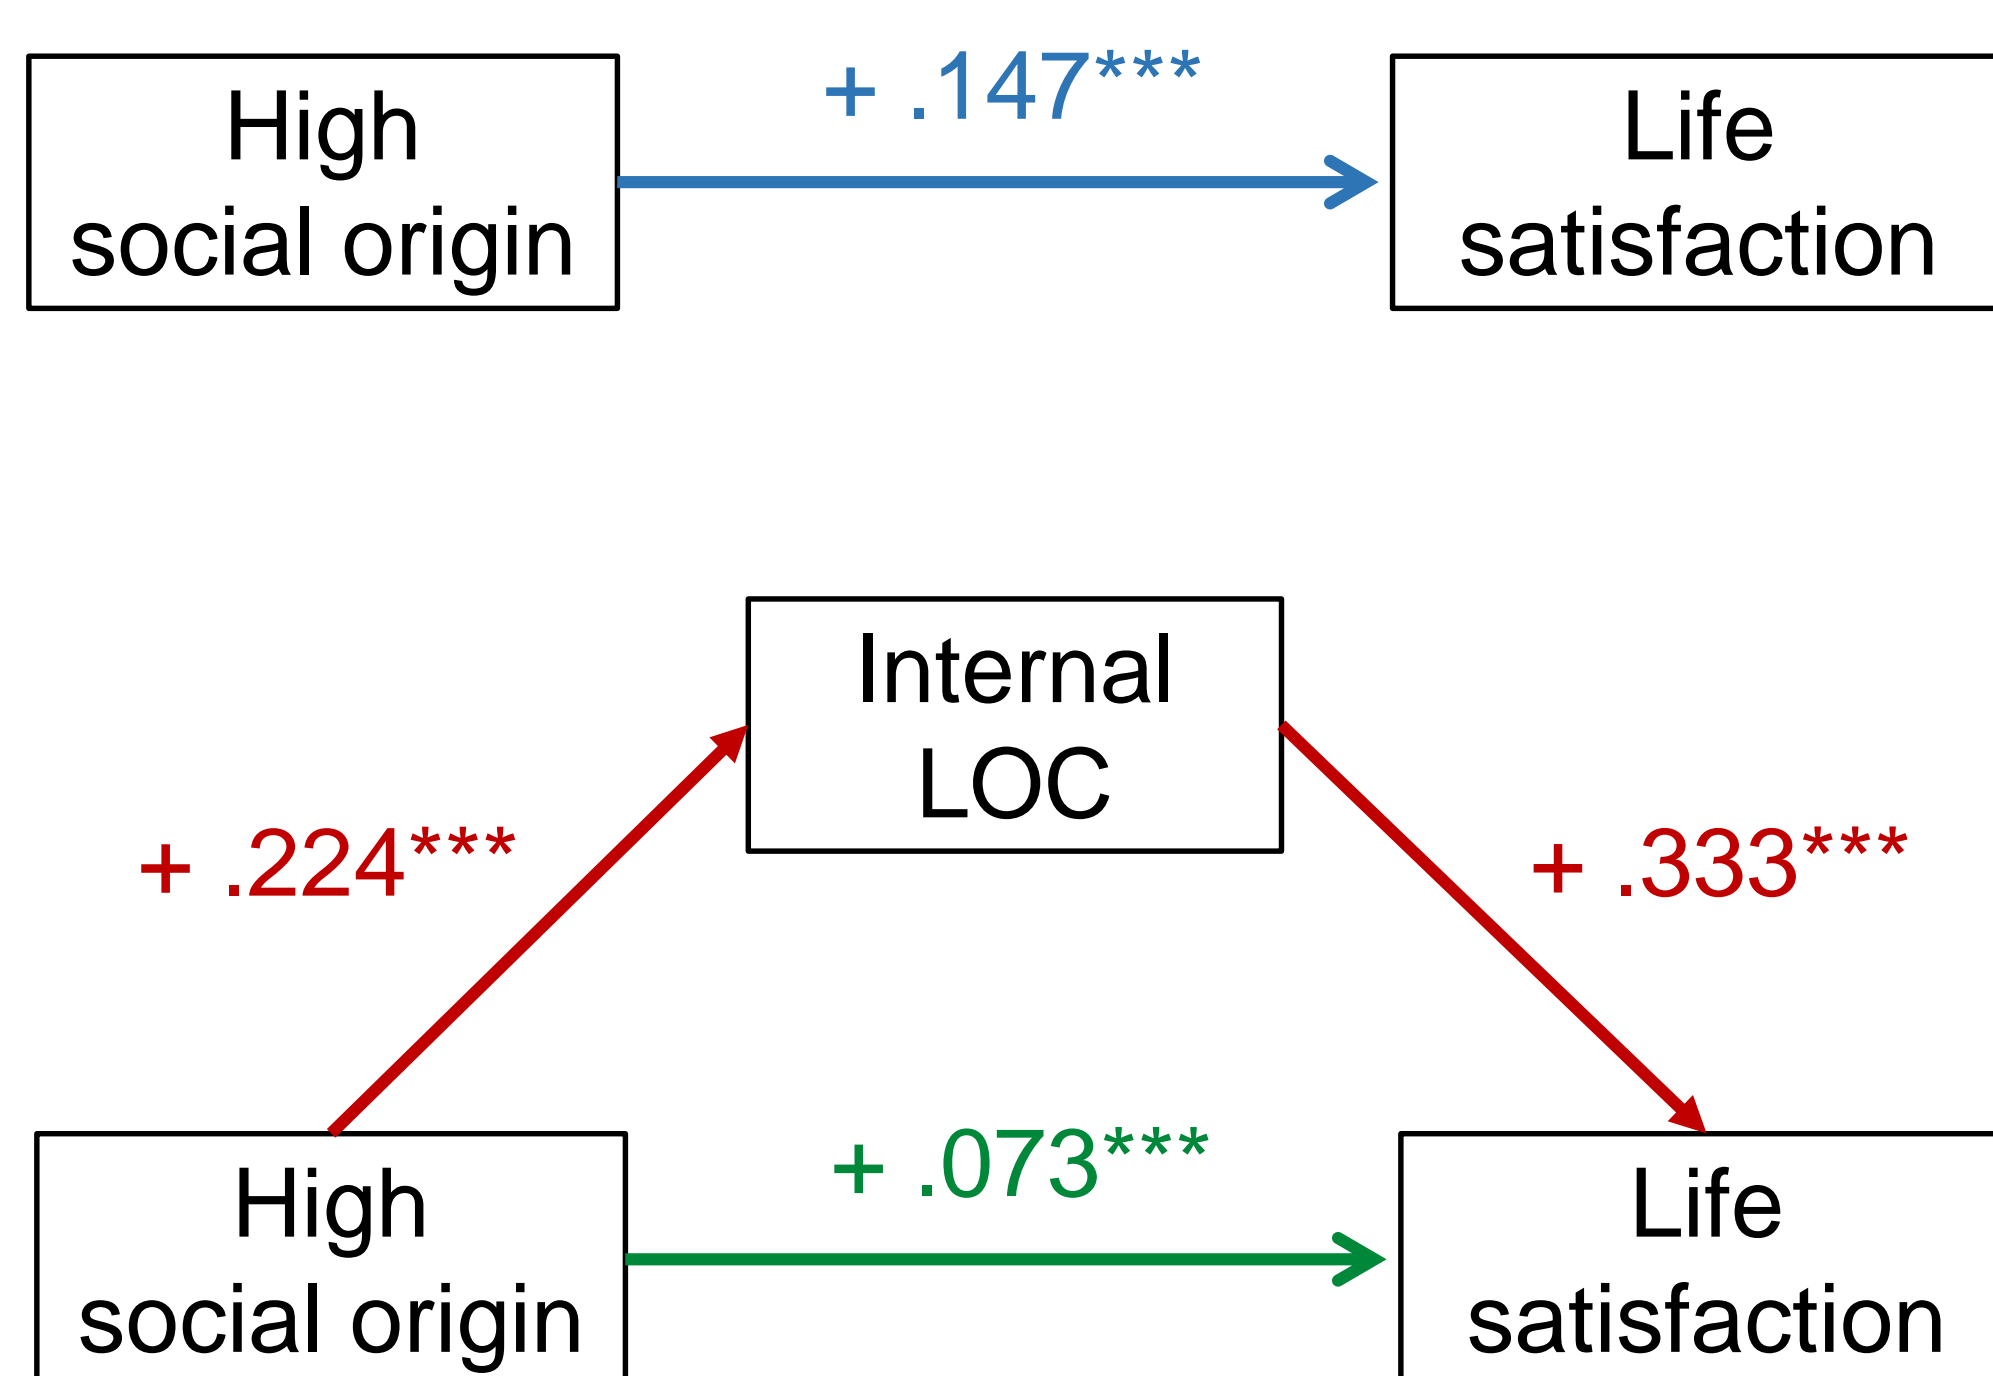 High
social origin
+ .147***
Life
satisfaction
Internal
LOC
+ .224***
+ .333***
High
social origin
+ .073***
Life
satisfaction